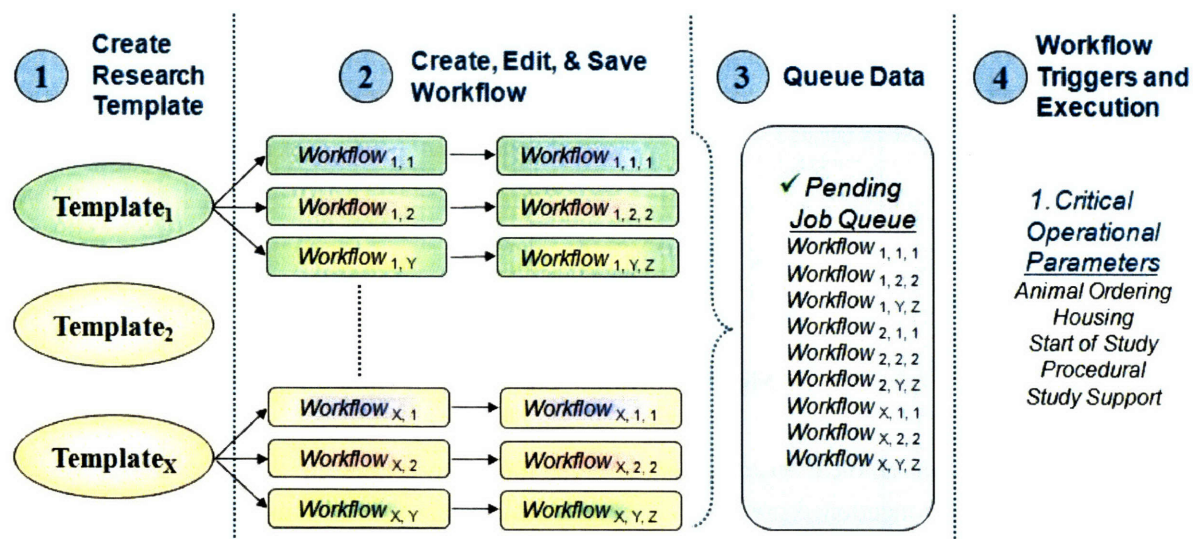 1
Create
Research
Template
Template1
Template2
TemplateX
2
Create, Edit, & Save
Workflow
Workflow 1, 1
Workflow 1, 1, 1
Workflow 1, 2
Workflow 1, 2, 2
Workflow 1, Y
Workflow 1, Y, Z
Workflow X, 1
Workflow X, 1, 1
Workflow X, 2
Workflow X, 2, 2
Workflow X, Y
Workflow X, Y, Z
3
Queue Data
✓ Pending
Job Queue
Workflow 1, 1, 1
Workflow 1, 2, 2
Workflow 1, Y, Z
Workflow 2, 1, 1
Workflow 2, 2, 2
Workflow 2, Y, Z
Workflow X, 1, 1
Workflow X, 2, 2
Workflow X, Y, Z
4
Workflow
Triggers and
Execution
1. Critical
Operational
Parameters
Animal Ordering
Housing
Start of Study
Procedural
Study Support